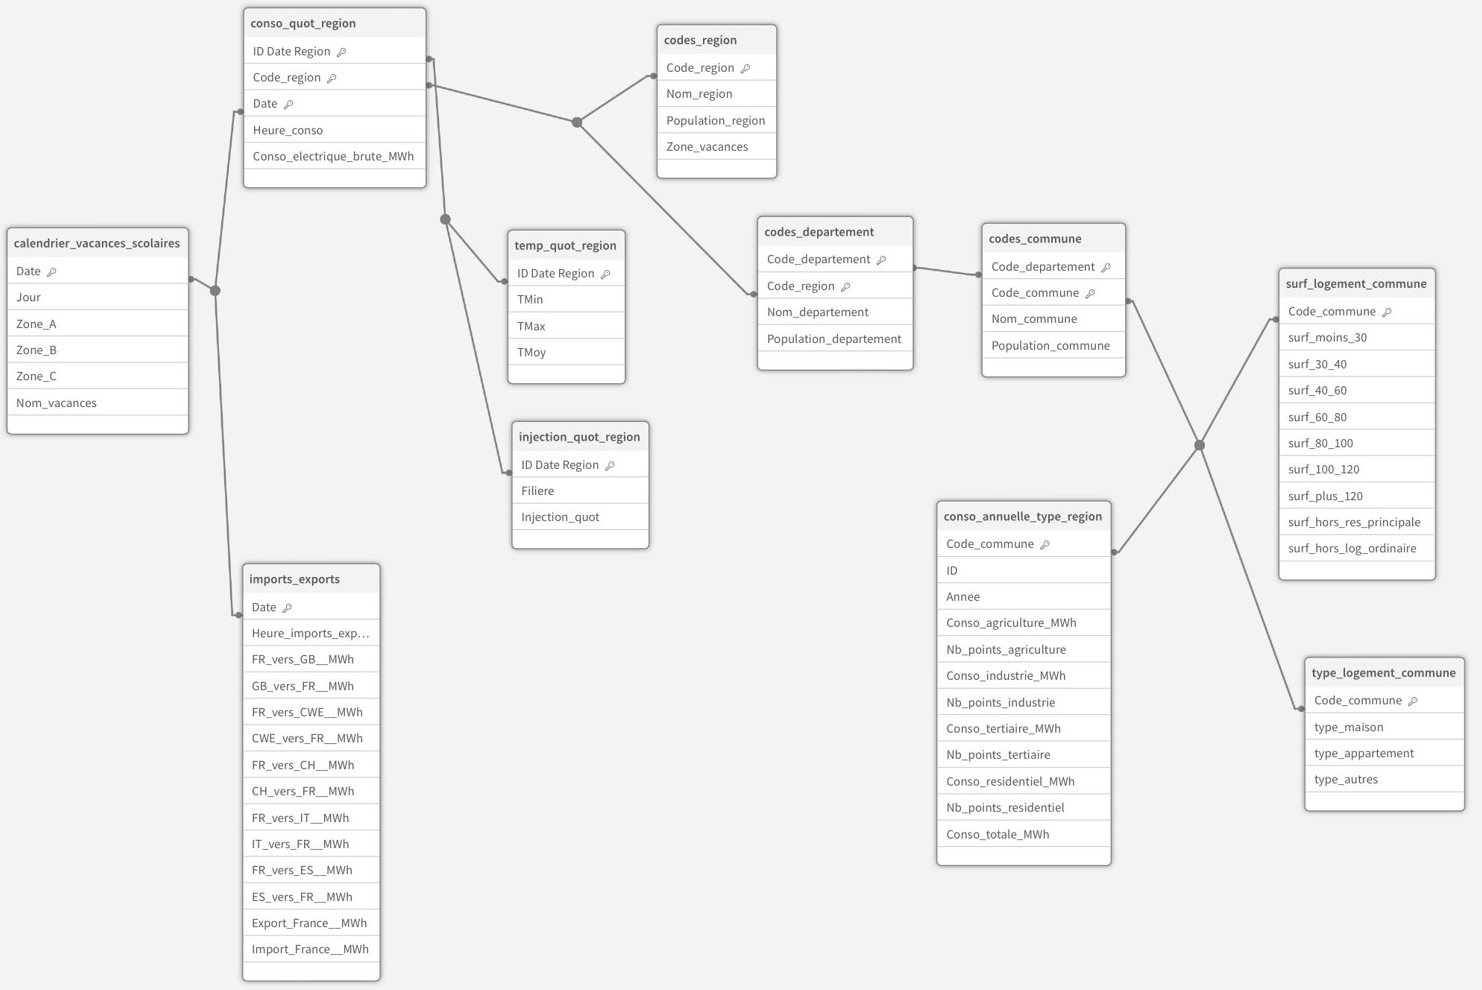 conso_quot_region
ID Date Region
Code_region
Date
Heure_conso
Conso_electrique_brute_MWh
codes_region
Code_region
Nom_region
Population_region
Zone_vacances
calendrier_vacances_scolaires
Date
Jour
Zone_A
Zone_B
Zone_C
Nom_vacances
temp_quot_region
ID Date Region
TMin
TMax
TMoy
codes_departement
Code_departement
Code_region
Nom_departement
Population_departement
codes_commune
Code_departement
Code_commune
Nom_commune
Population_commune
surf_logement_commune
Code_commune
surf_moins_30
surf_30_40
surf_40_60
surf_60_80
surf_80_100
surf_100_120
surf_plus_120
surf_hors_res_principale
surf_hors_log_ordinaire
injection_quot_region
ID Date Region
Filiere
Injection_quot
conso_annuelle_type_region
Code_commune
ID
Annee
Conso_agriculture_MWh
Nb_points_agriculture
Conso_industrie_MWh
Nb_points_industrie
Conso_tertiaire_MWh
Nb_points_tertiaire
Conso_residentiel_MWh
Nb_points_residentiel
Conso_totale_MWh
imports_exports
Date
Heure_imports_exp...
FR_vers_GB__MWh
GB_vers_FR__MWh
FR_vers_CWE__MWh
CWE_vers_FR__MWh
FR_vers_CH__MWh
CH_vers_FR__MWh
FR_vers_IT__MWh
IT_vers_FR__MWh
FR_vers_ES__MWh
ES_vers_FR__MWh
Export_France__MWh
Import_France__MWh
type_logement_commune
Code_commune
type_maison
type_appartement
type_autres